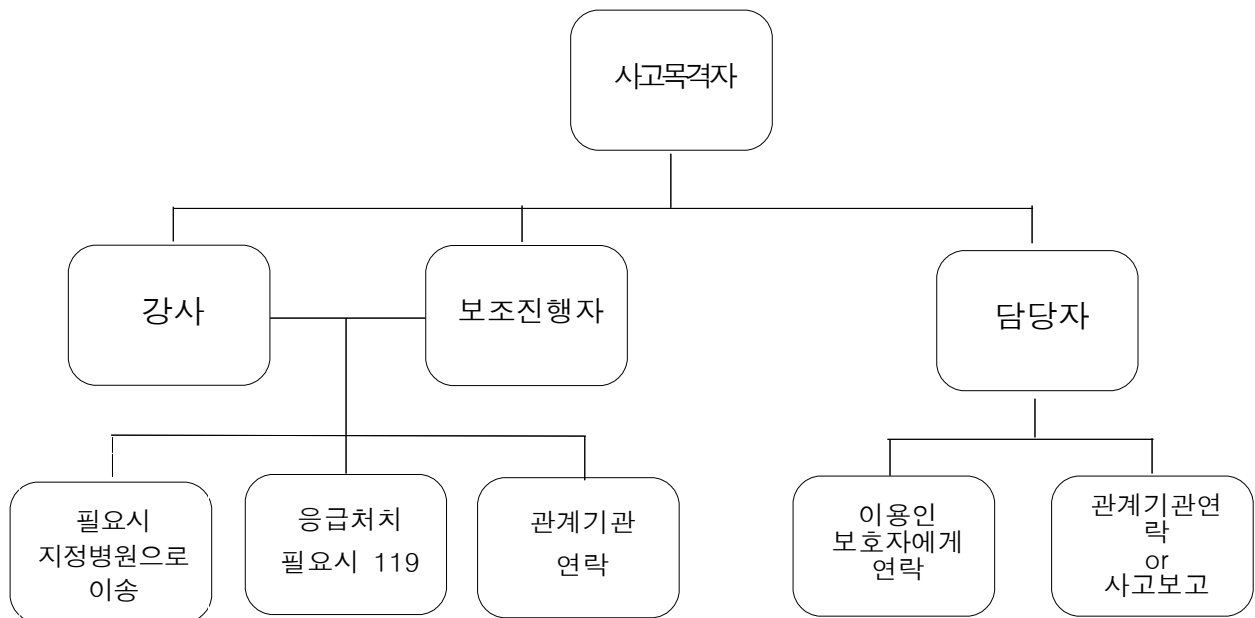 사고목격자
강사
보조진행자
담당자
필요시
지정병원으로
이송
응급처치
필요시 119
관계기관
연락
이용인
보호자에게
연락
관계기관연
락
or
사고보고